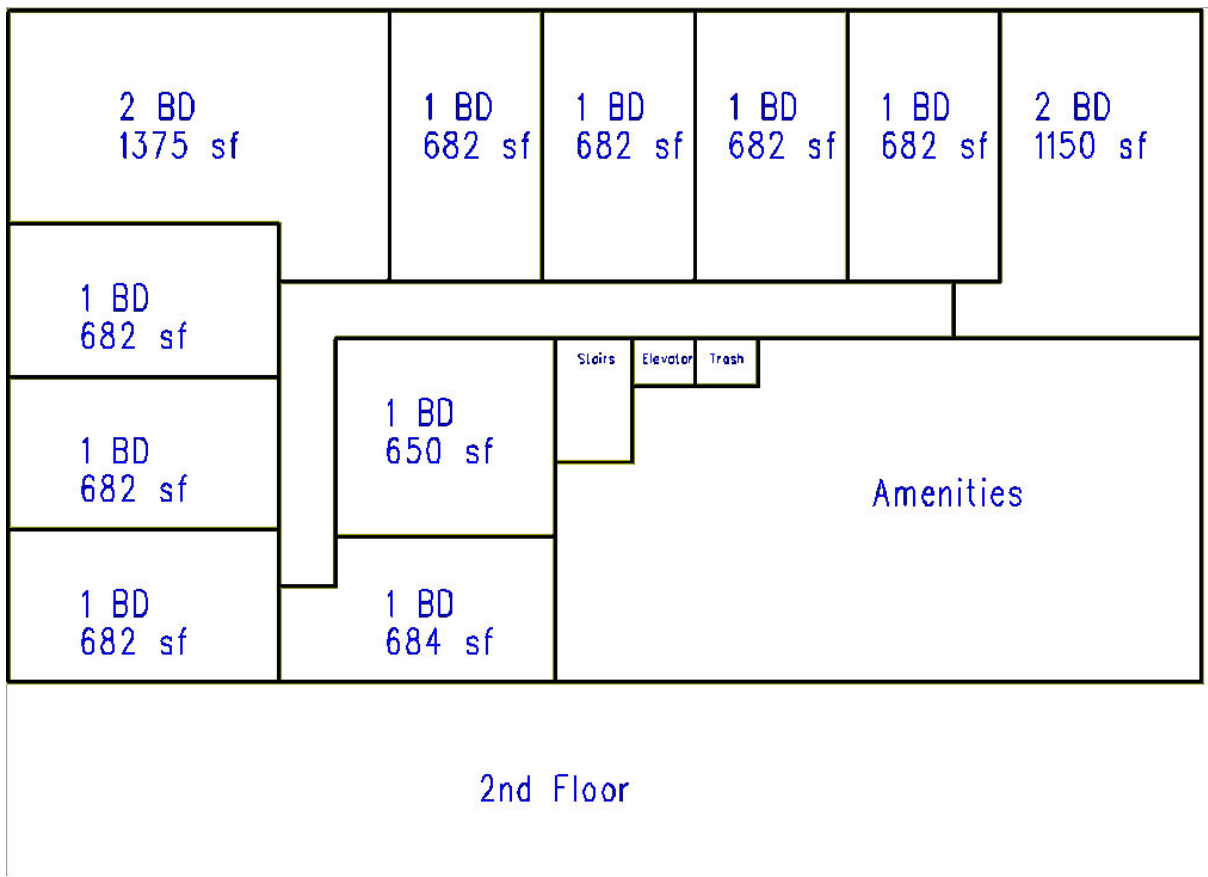 2 BD
1375 sf
1 BD
682 sf
1 BD
682 sf
1 BD
682 sf
1 BD
682 sf
2 BD
1150 sf
1 BD
682 sf
Stairs
Elevator
Trash
1 BD
650 sf
1 BD
682 sf
Amenities
1 BD
682 sf
1 BD
684 sf
2nd Floor